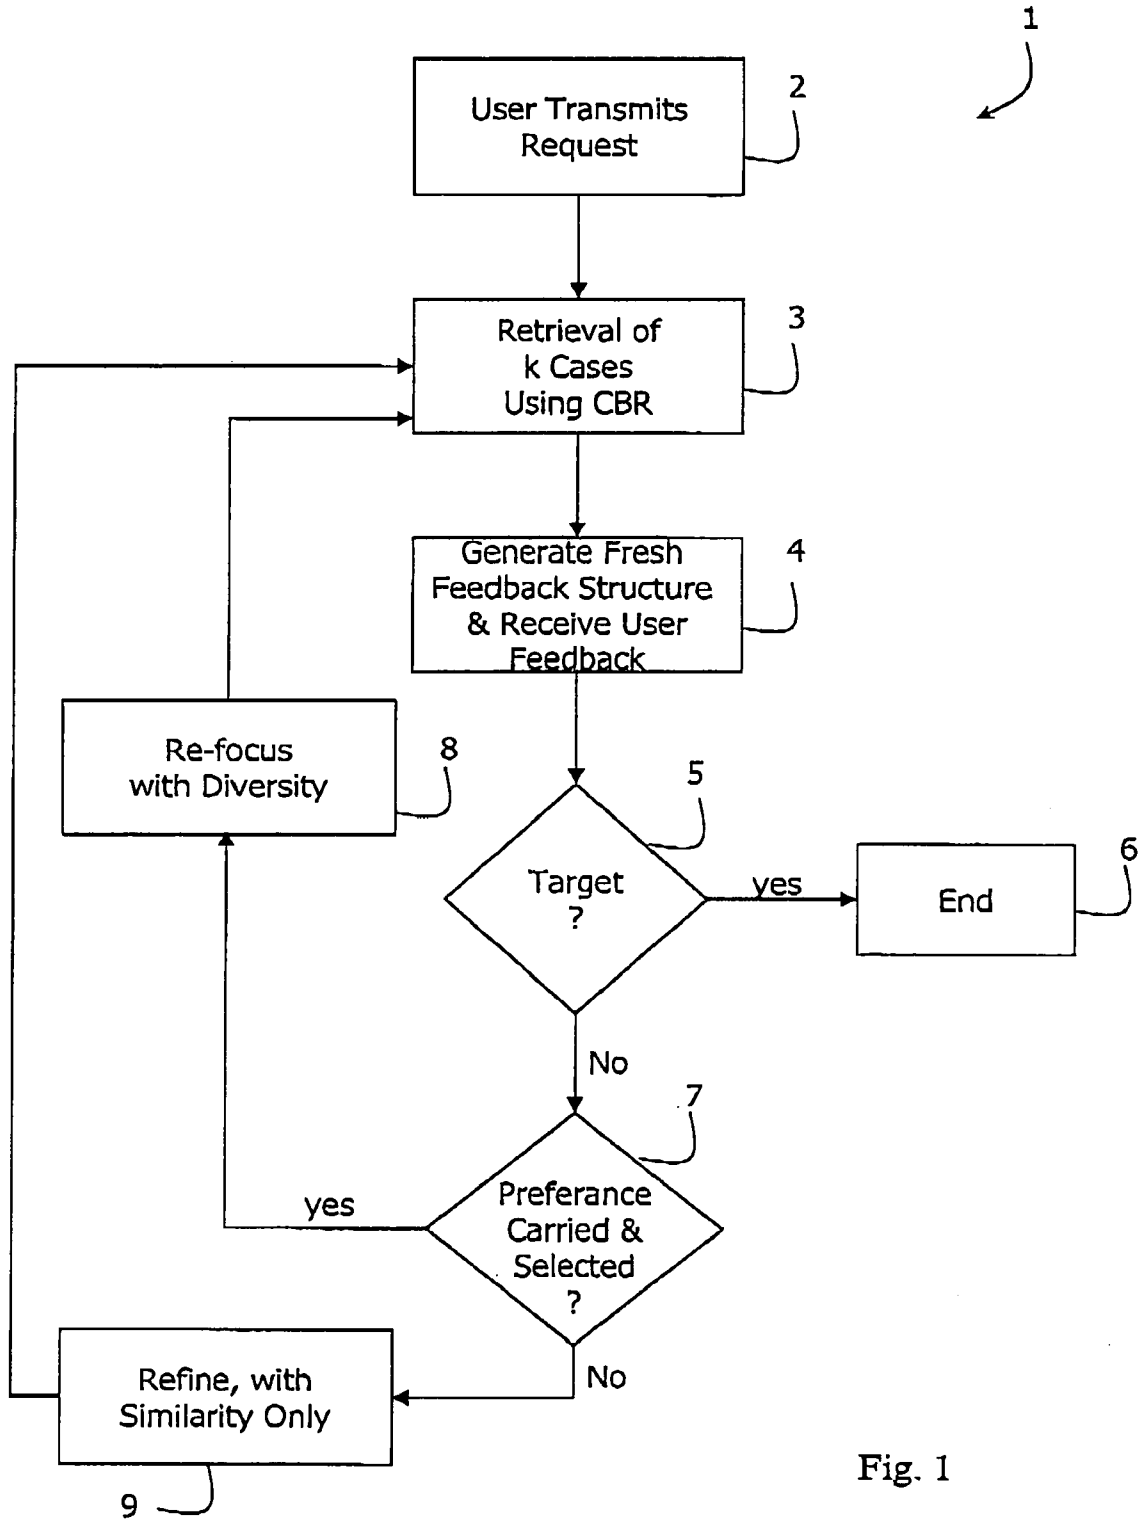 1
User Transmits
Request
2
Retrieval of
k Cases
Using CBR
3
Generate Fresh
Feedback Structure
& Receive User
Feedback
4
Re-focus
with Diversity
8
Target
?
5
yes
End
6
No
Preferance
Carried &
Selected
?
7
yes
No
Refine, with
Similarity Only
9
Fig. 1